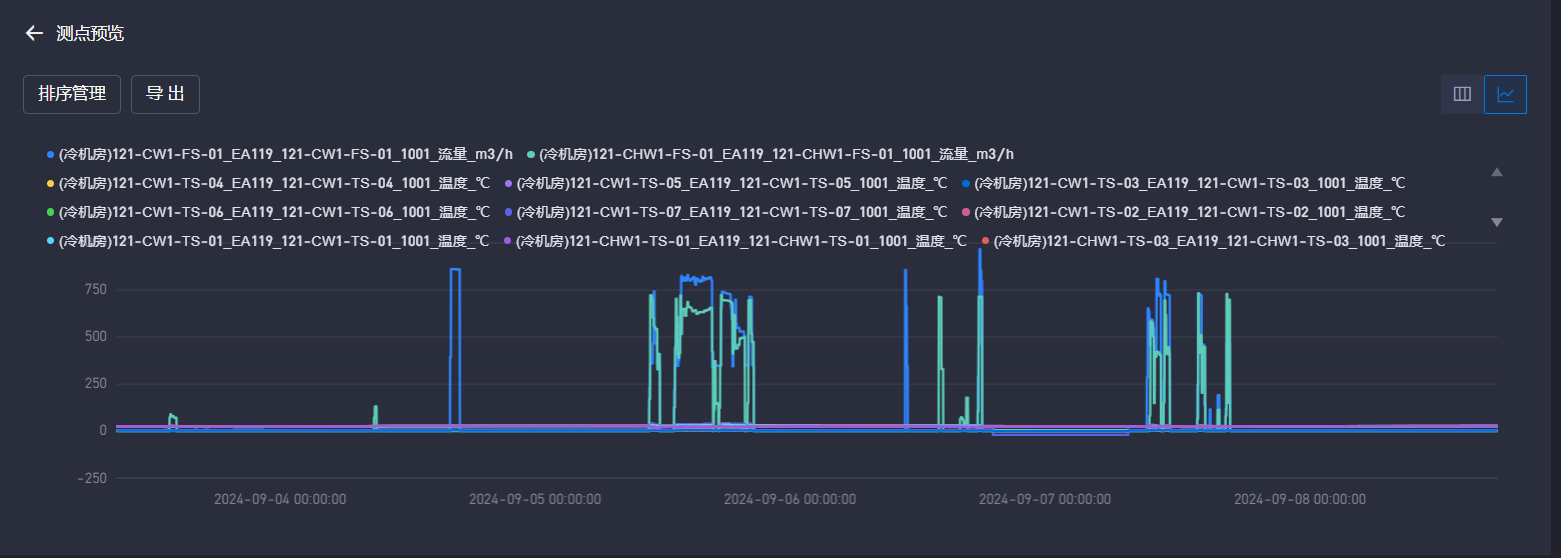 测点预览
排序管理 导 出
(冷机房)121-CW1-FS-01_EA119_121-CW1-FS-01_1001_流量_m3/h (冷机房)121-CHW1-FS-01_EA119_121-CHW1-FS-01_1001_流量_m3/h
(冷机房)121-CW1-TS-04_EA119_121-CW1-TS-04_1001_温度_℃ (冷机房)121-CW1-TS-05_EA119_121-CW1-TS-05_1001_温度_℃ (冷机房)121-CW1-TS-03_EA119_121-CW1-TS-03_1001_温度_℃
(冷机房)121-CW1-TS-06_EA119_121-CW1-TS-06_1001_温度_℃ (冷机房)121-CW1-TS-07_EA119_121-CW1-TS-07_1001_温度_℃ (冷机房)121-CW1-TS-02_EA119_121-CW1-TS-02_1001_温度_℃
(冷机房)121-CW1-TS-01_EA119_121-CW1-TS-01_1001_温度_℃ (冷机房)121-CHW1-TS-01_EA119_121-CHW1-TS-01_1001_温度_℃ (冷机房)121-CHW1-TS-03_EA119_121-CHW1-TS-03_1001_温度_℃
750
500
250
0
-250
2024-09-04 00:00:00 2024-09-05 00:00:00 2024-09-06 00:00:00 2024-09-07 00:00:00 2024-09-08 00:00:00